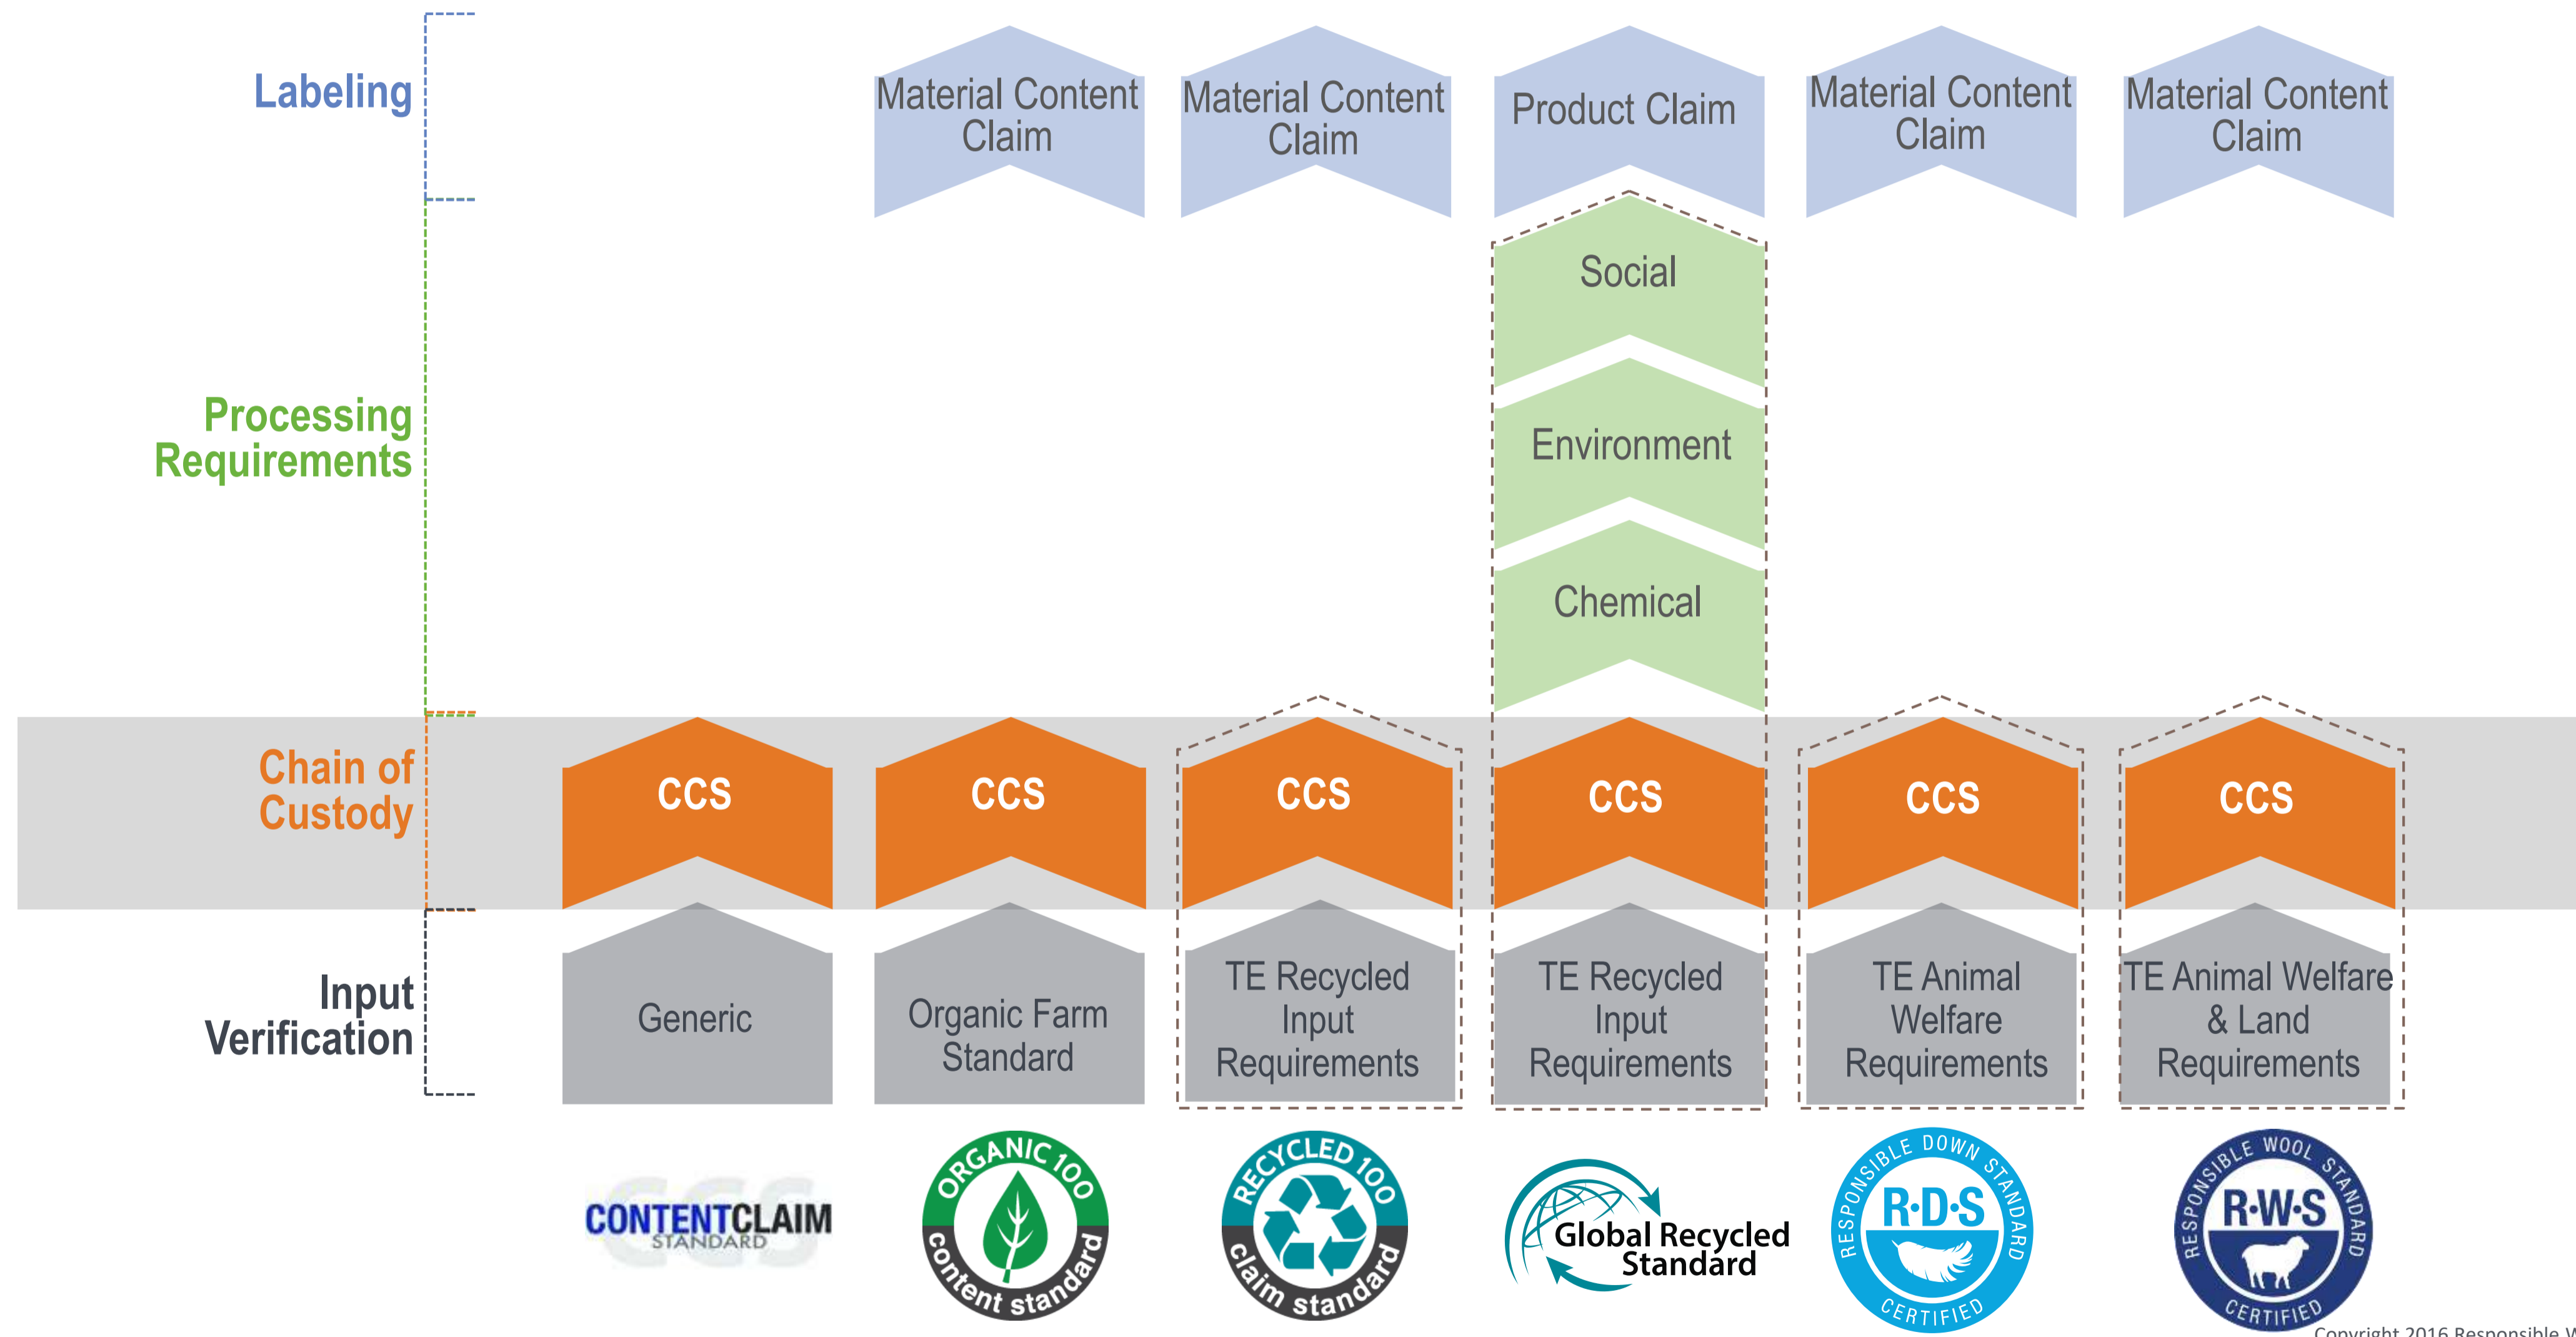 Labeling
Material Content
Claim
Material Content
Claim
Product Claim
Material Content
Claim
Material Content
Claim
Processing
Requirements
Social
Environment
Chemical
Chain of
Custody
CCS
CCS
CCS
CCS
CCS
CCS
Input
Verification
Generic
Organic Farm
Standard
TE Recycled
Input
Requirements
TE Recycled
Input
Requirements
TE Animal
Welfare
Requirements
TE Animal Welfare
& Land
Requirements
CCS
CONTENTCLAIM
STANDARD
ORGANIC 100
content standard
RECYCLED 100
claim standard
Global Recycled
Standard
RESPONSIBLE DOWN STANDARD
R·D·S
CERTIFIED
RESPONSIBLE WOOL STANDARD
R·W·S
CERTIFIED
Copyright 2016 Responsible W